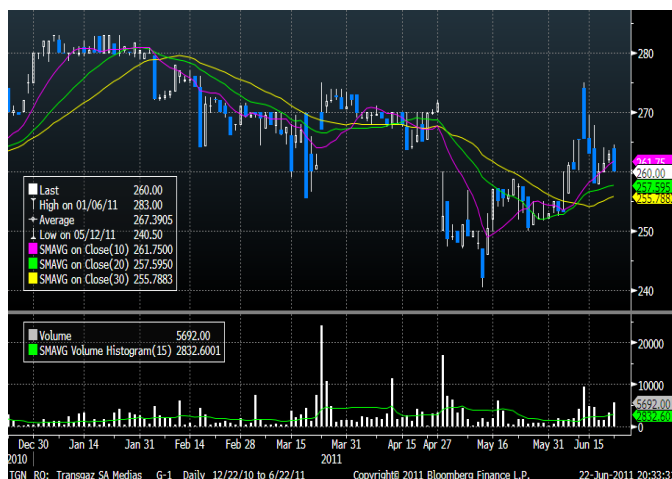 280
270
261.75
260.00
257.595
255.7883
250
240
Last 260.00
High on 01/06/11 283.00
Average 267.3905
Low on 05/12/11 240.50
SMAVG on Close(10) 261.7500
SMAVG on Close(20) 257.5950
SMAVG on Close(30) 255.7883
Volume 5692.00
SMAVG Volume Histogram(15) 2832.6001
20000
10000
5692.00
2832.60
0
Dec 30 Jan 14 Jan 31 Feb 14 Feb 28 Mar 15 Mar 31 Apr 15 Apr 27 May 16 May 31 Jun 15
2010 2011
TGN RO: Transgaz SA Medias G-1 Daily 12/22/10 to 6/22/11 Copyright© 2011 Bloomberg Finance L.P. 22-Jun-2011 20:33:3